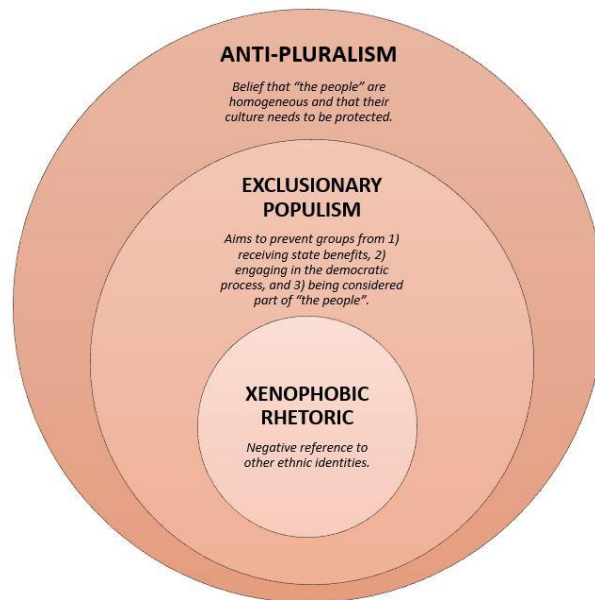 ANTI-PLURALISM
Belief that “the people” are
homogeneous and that their
culture needs to be protected.
EXCLUSIONARY
POPULISM
Aims to prevent groups from 1)
receiving state benefits, 2)
engaging in the democratic
process, and 3) being considered
part of “the people”.
XENOPHOBIC
RHETORIC
Negative reference to
other ethnic identities.